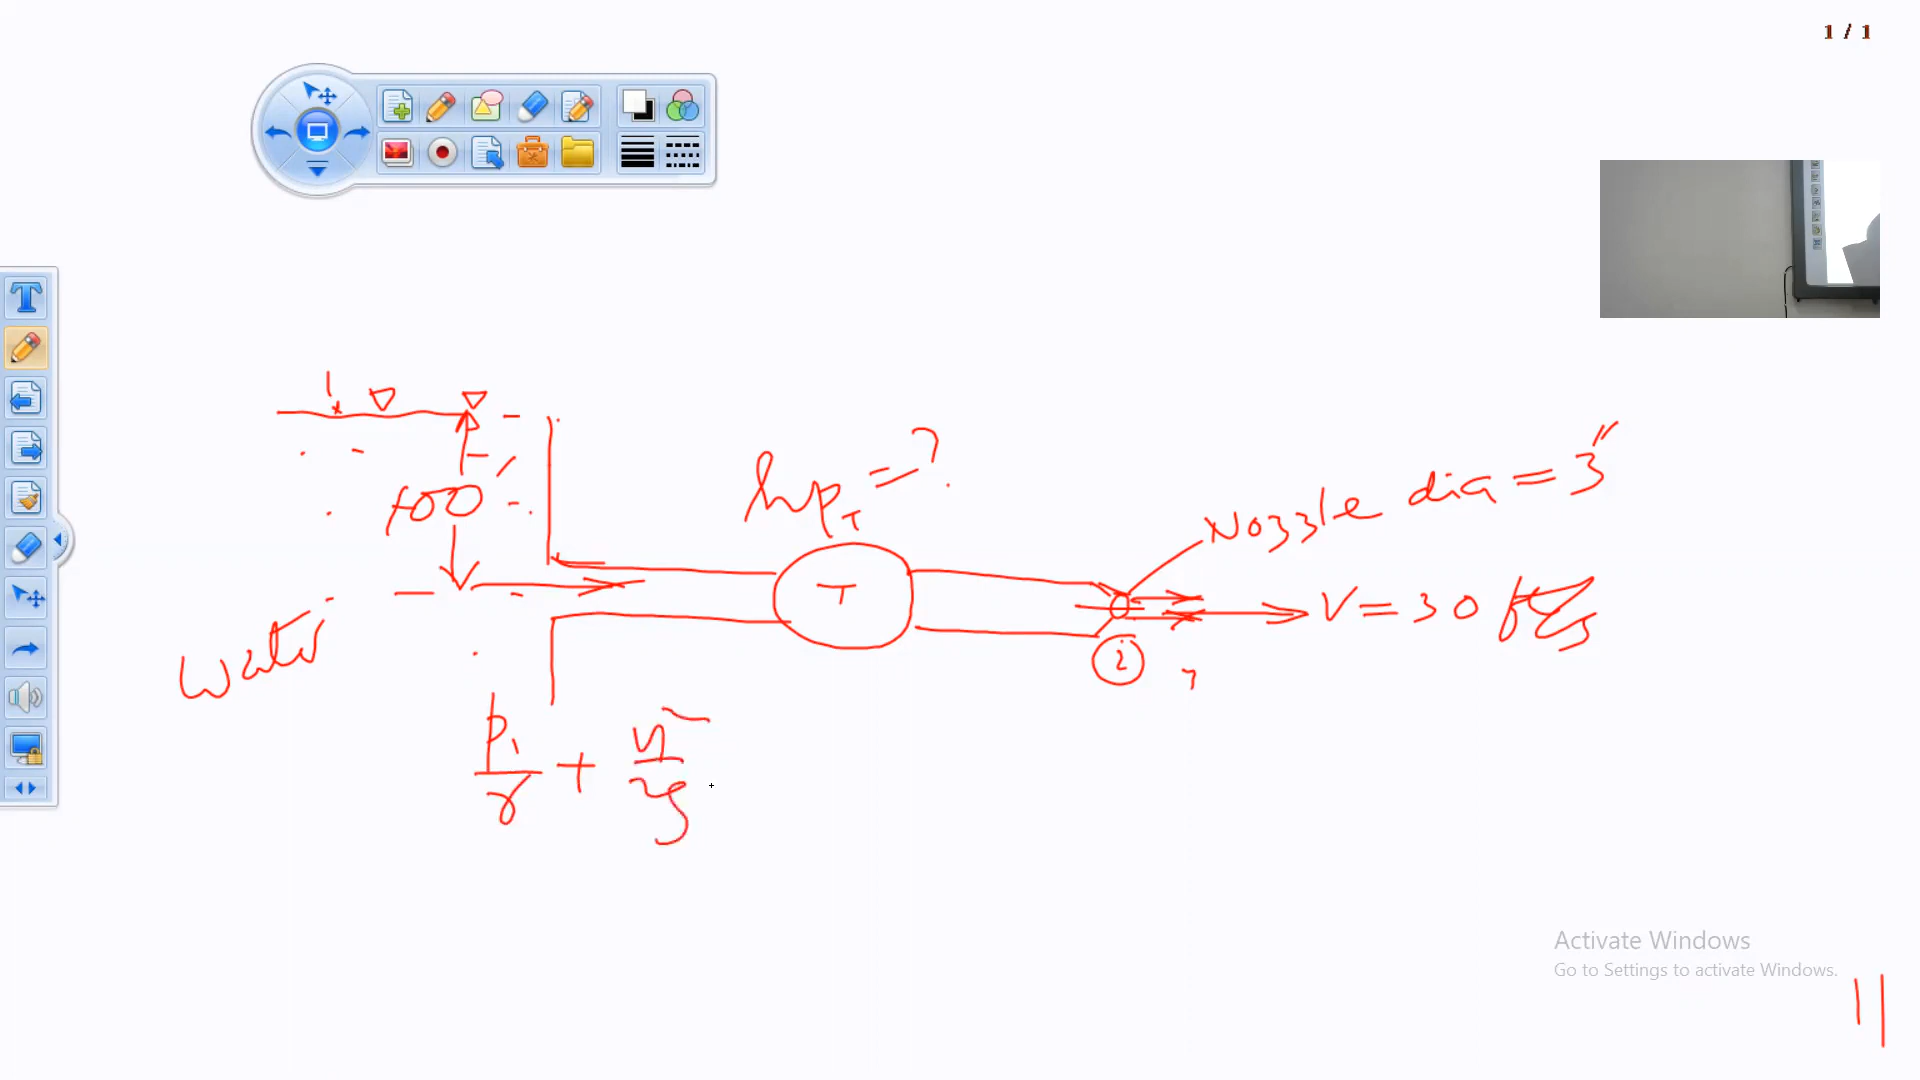 1 / 1
1
100'
hp_T = ?
T
Nozzle dia = 3"
V = 30 ft/s
2
Water
p₁/γ + v₁²/2g
Activate Windows
Go to Settings to activate Windows.